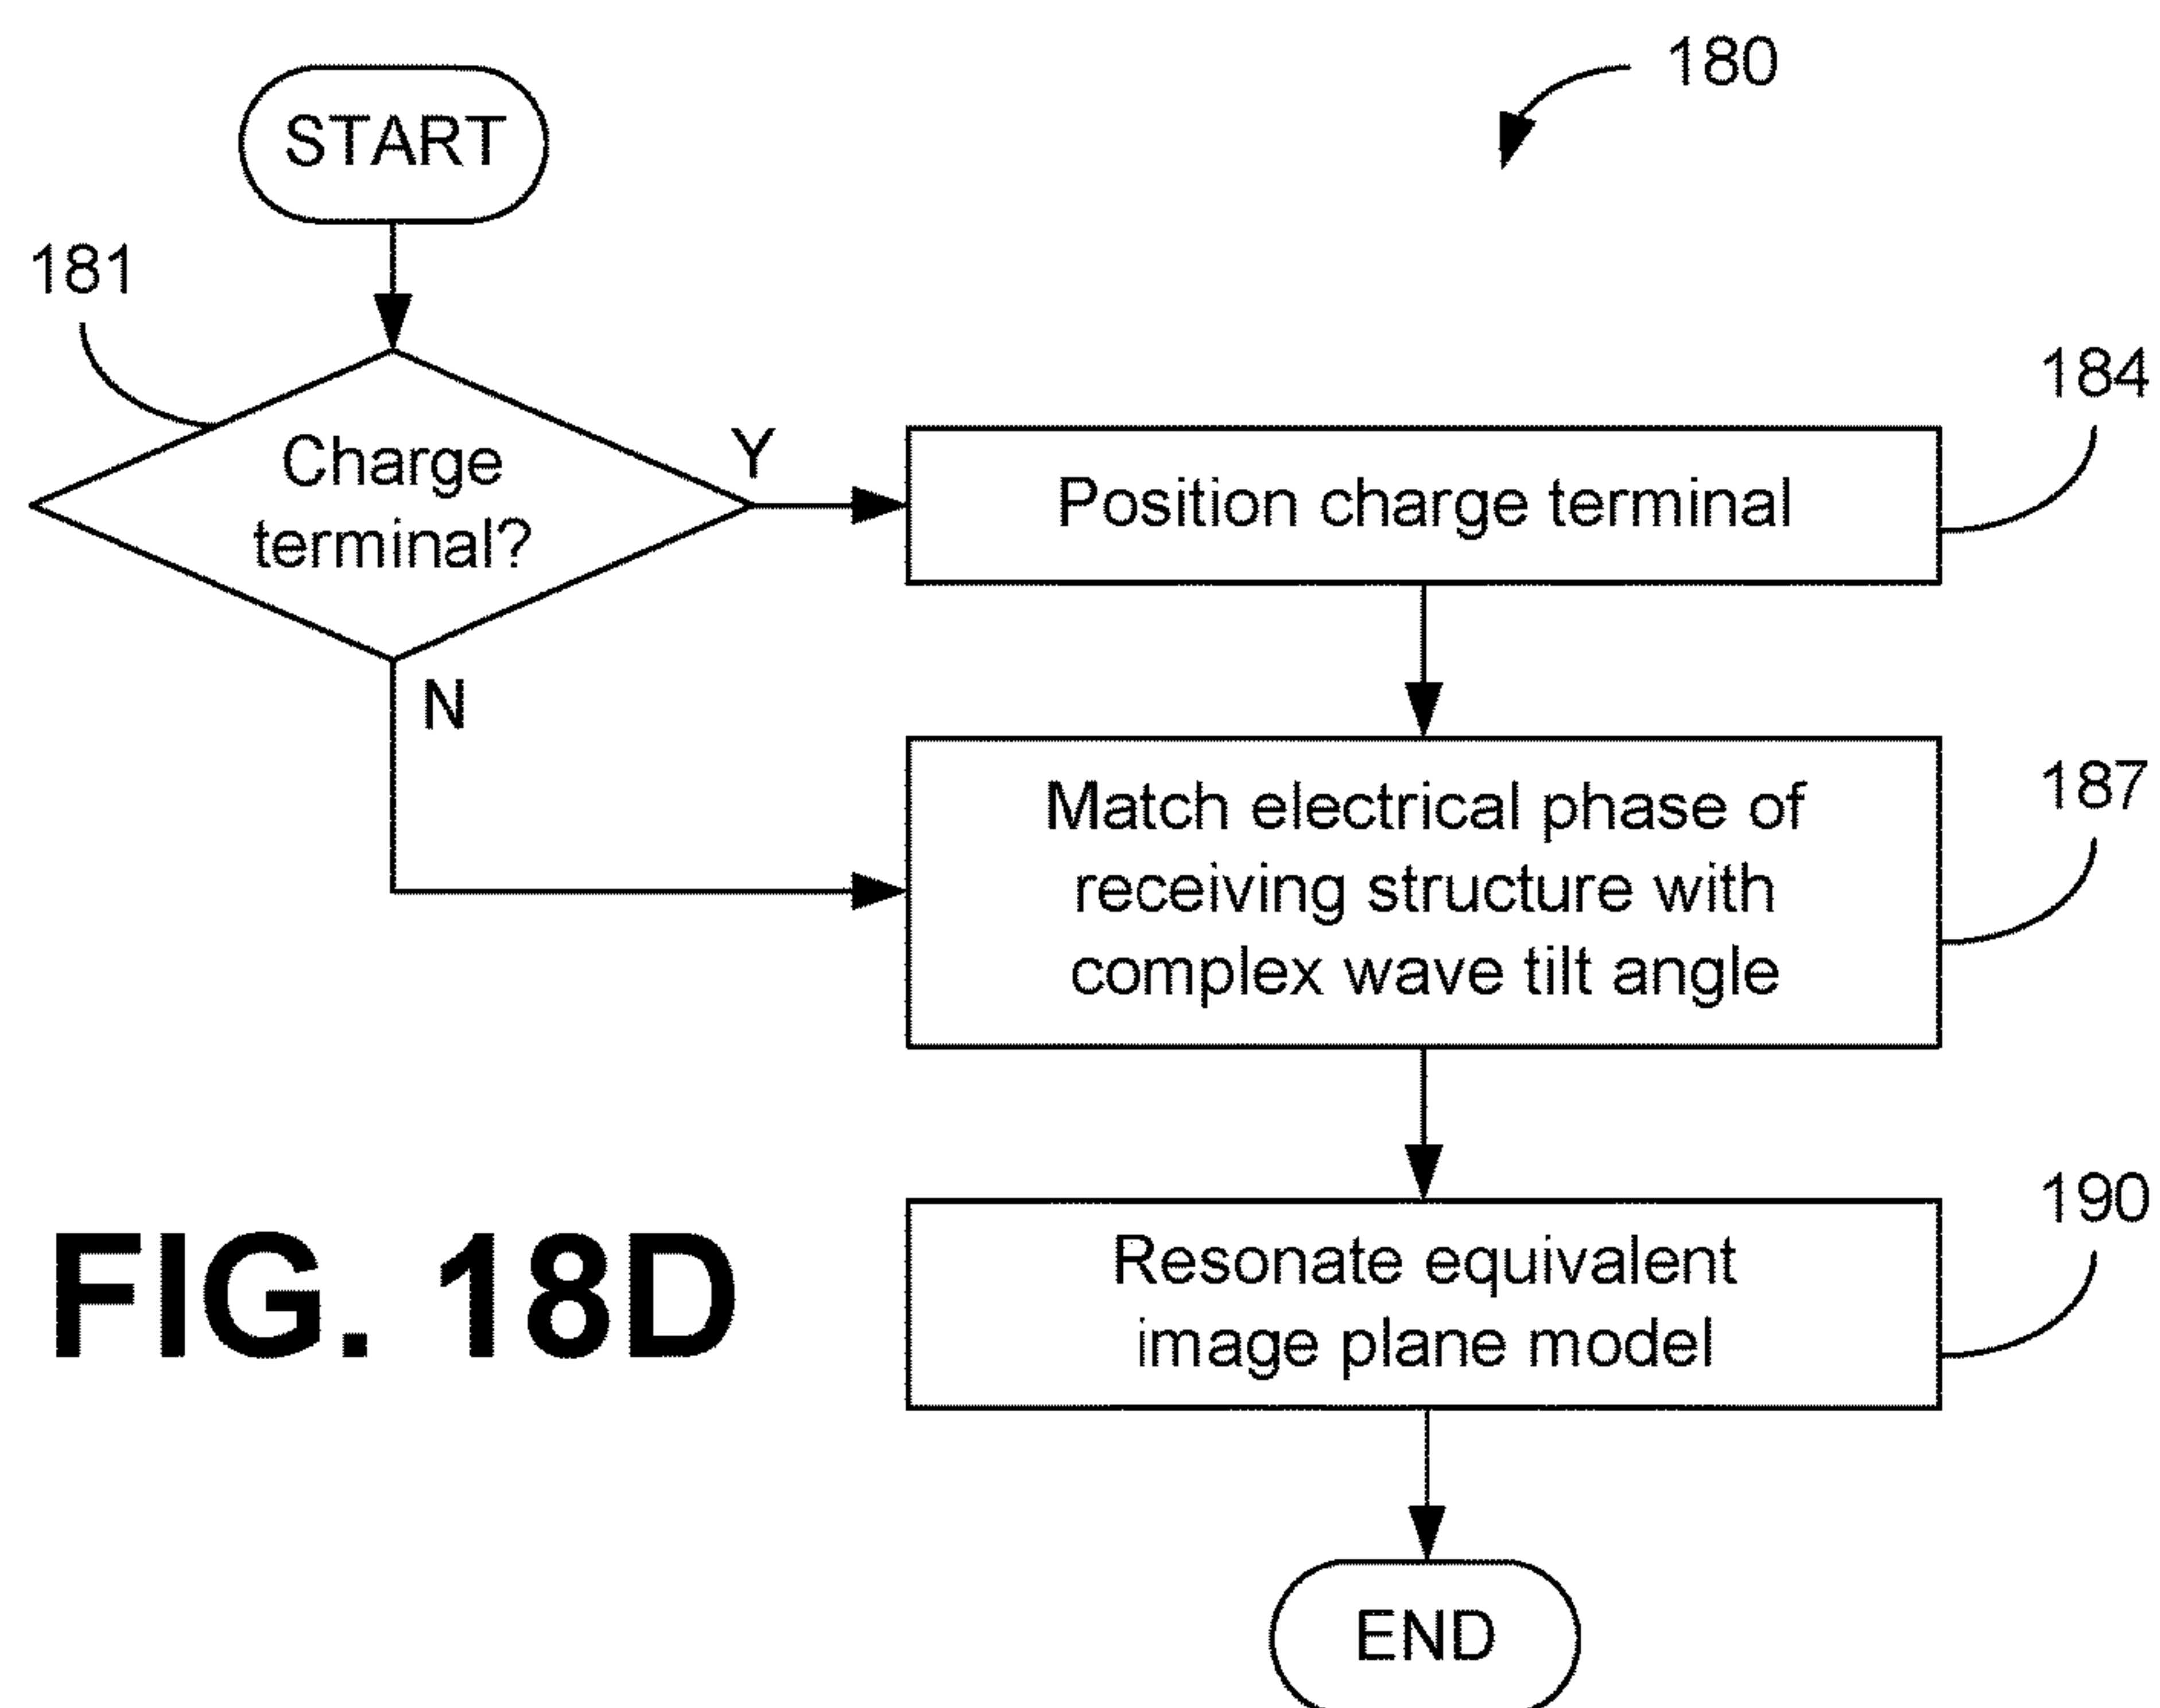 180
START
181
Charge
terminal?
Y
N
184
Position charge terminal
187
Match electrical phase of
receiving structure with
complex wave tilt angle
190
Resonate equivalent
image plane model
FIG. 18D
END